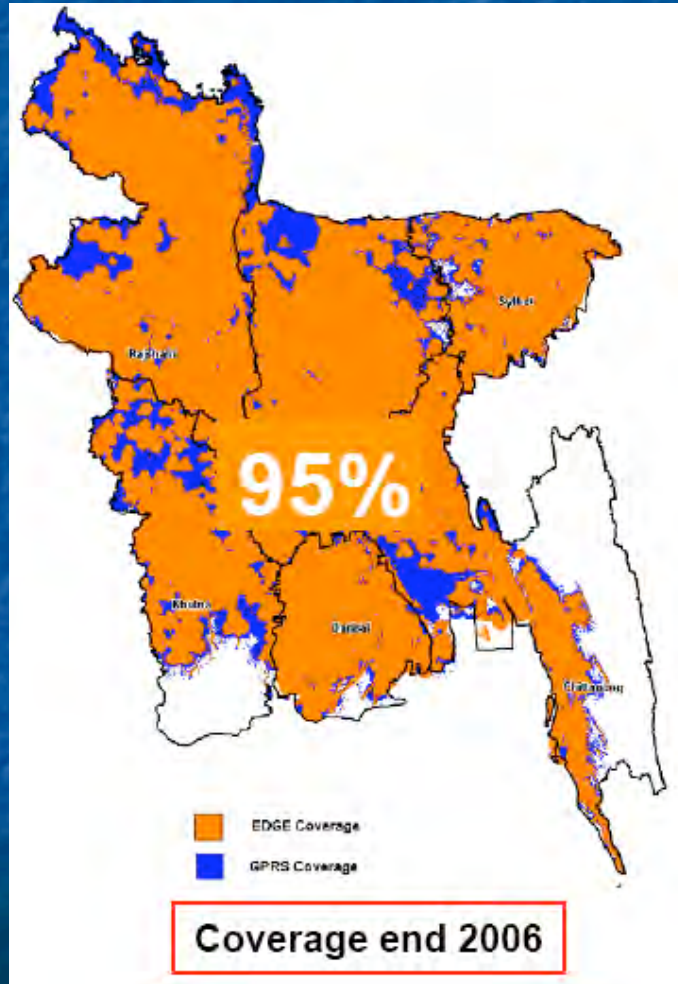 Sylhet
Rajshahi
95%
Khulna
Barisal
Chittagong
EDGE Coverage
GPRS Coverage
Coverage end 2006